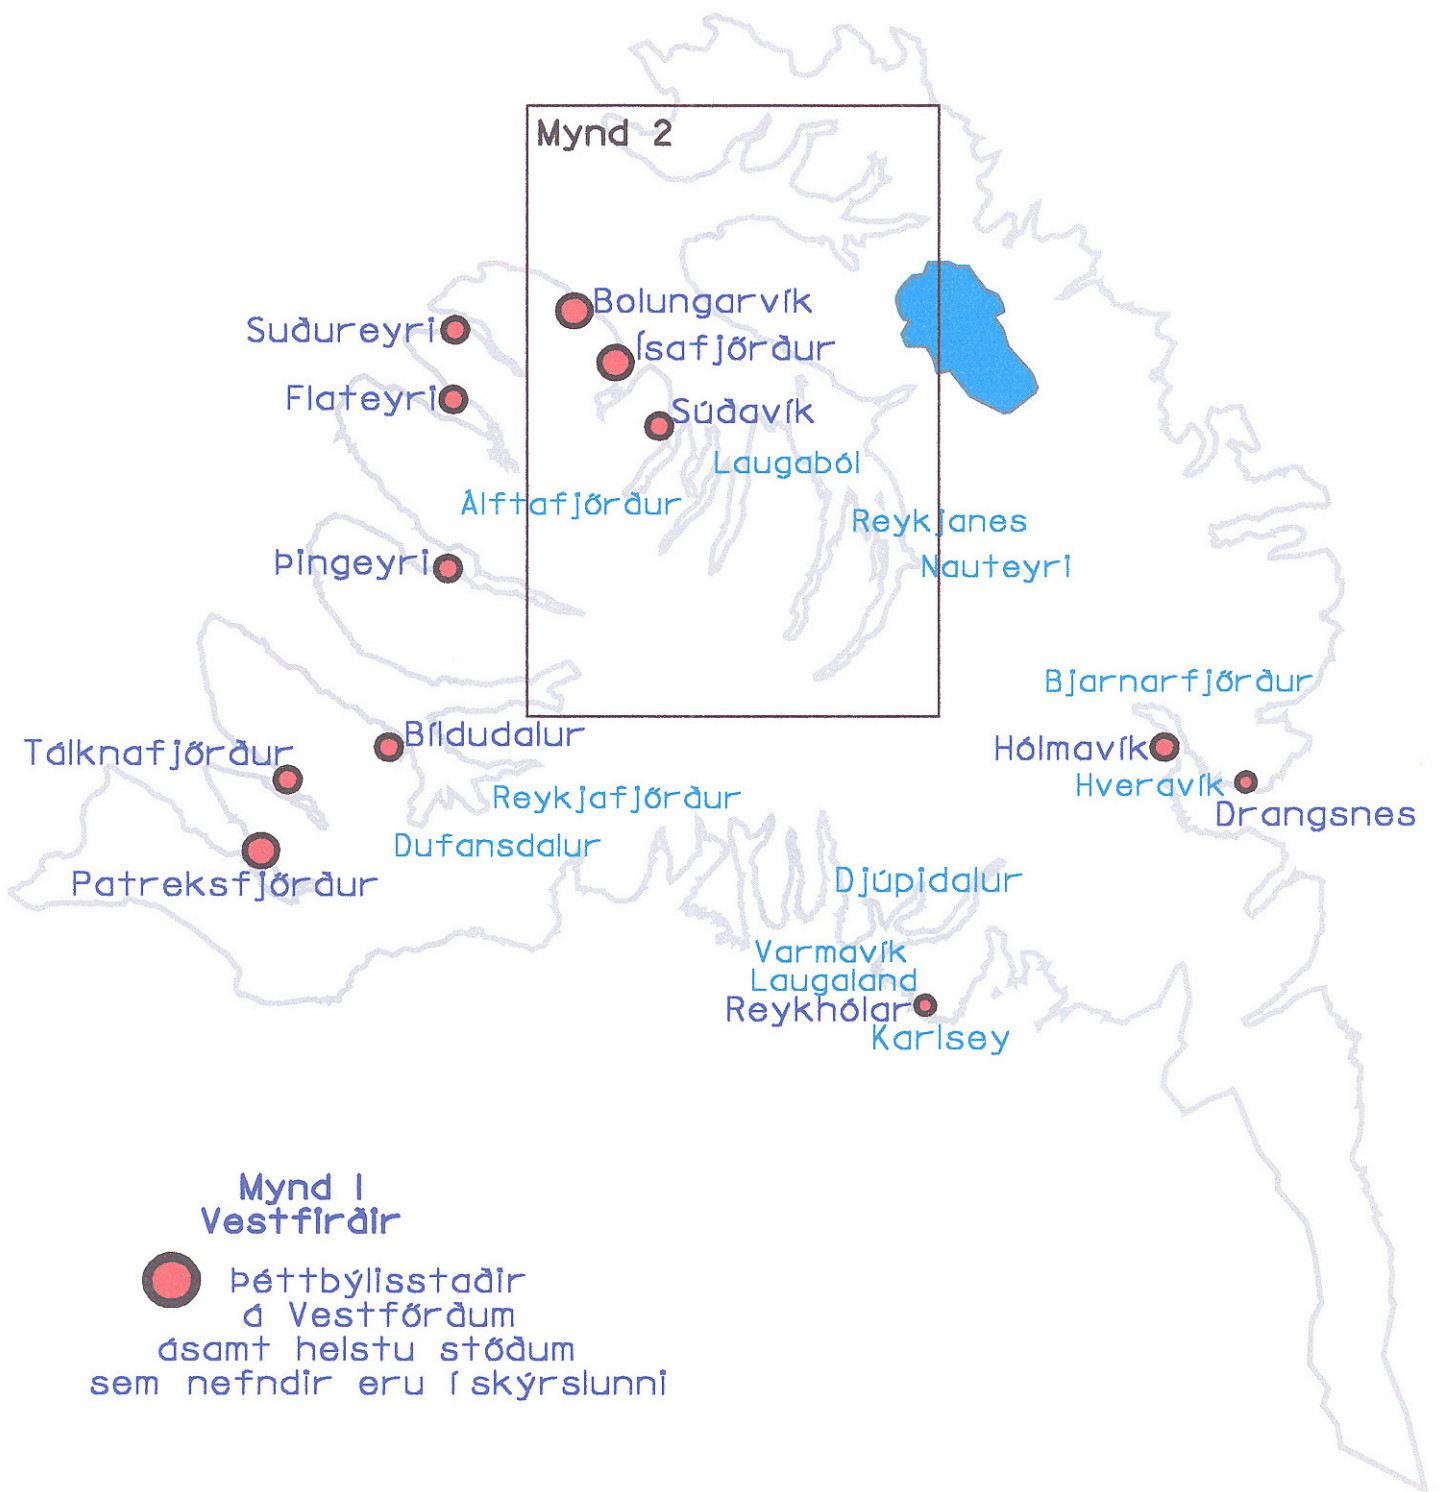 Mynd 2
Bolungarvík
Suðureyri
Ísafjörður
Flateyri
Súðavík
Laugaból
Álftafjörður
Reykjanes
Þingeyri
Nauteyri
Bjarnarfjörður
Bíldudalur
Tálknafjörður
Hólmavík
Hveravík
Reykjafjörður
Drangsnes
Dufansdalur
Patreksfjörður
Djúpidalur
Varmavík
Laugaland
Reykhólar
Karlsey
Mynd 1
Vestfirðir
Þéttbýlisstaðir
á Vestförðum
ásamt helstu stöðum
sem nefndir eru í skýrslunni